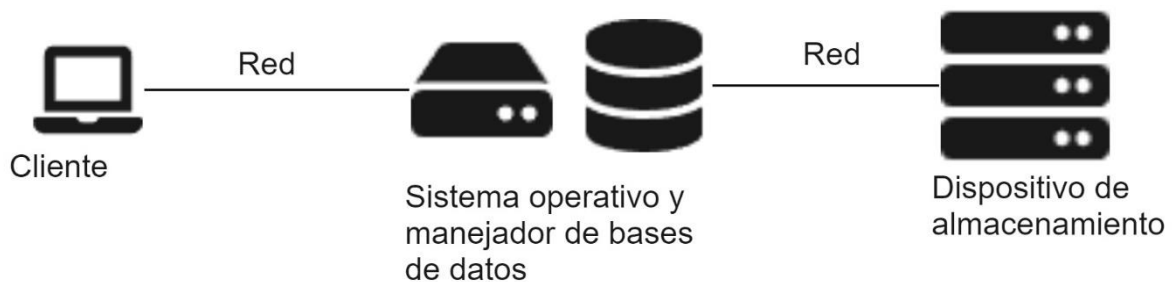 Red
Red
Cliente
Sistema operativo y
manejador de bases
de datos
Dispositivo de
almacenamiento